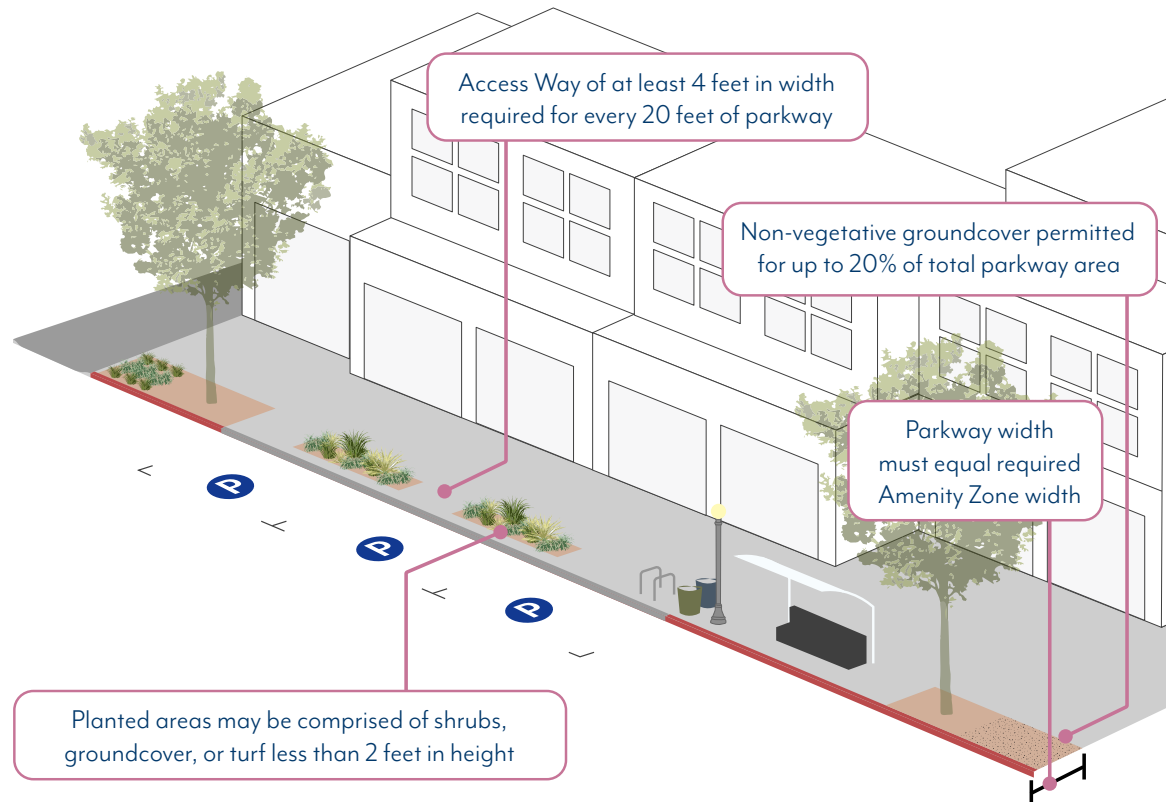 Access Way of at least 4 feet in width
required for every 20 feet of parkway
Non-vegetative groundcover permitted
for up to 20% of total parkway area
Parkway width
must equal required
Amenity Zone width
P
P
P
Planted areas may be comprised of shrubs,
groundcover, or turf less than 2 feet in height